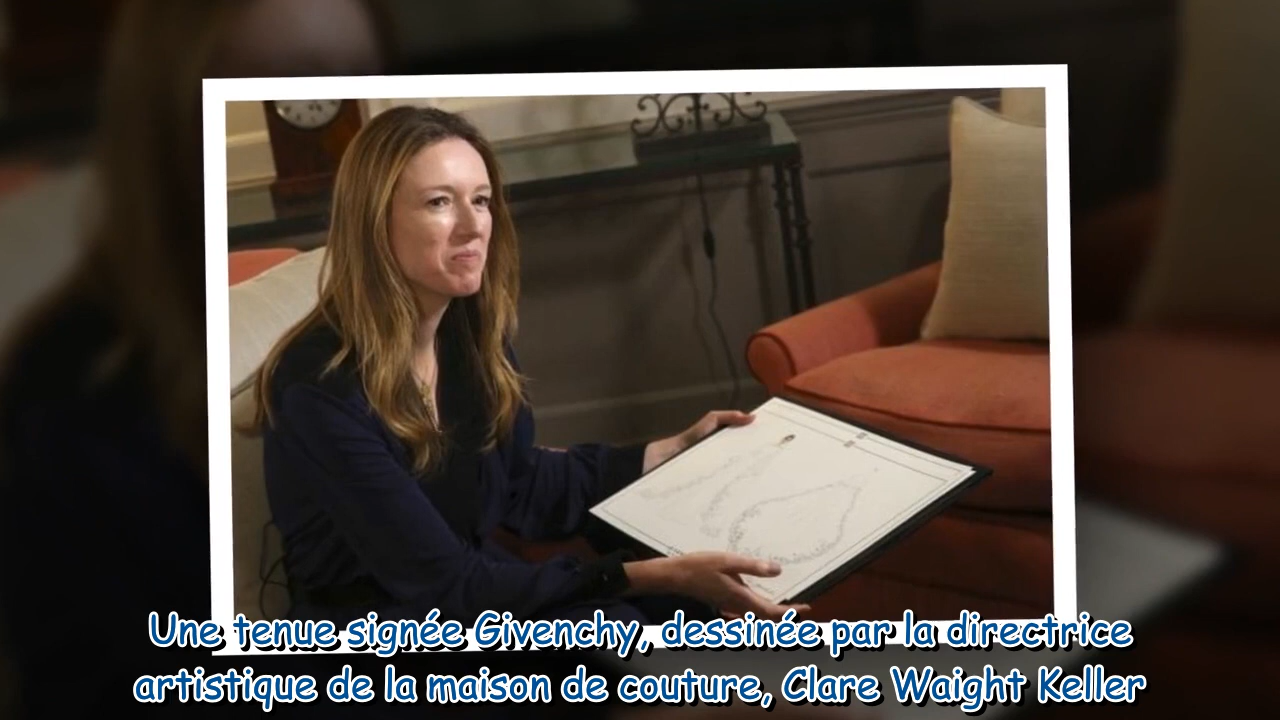 Une tenue signée Givenchy, dessinée par la directrice
artistique de la maison de couture, Clare Waight Keller